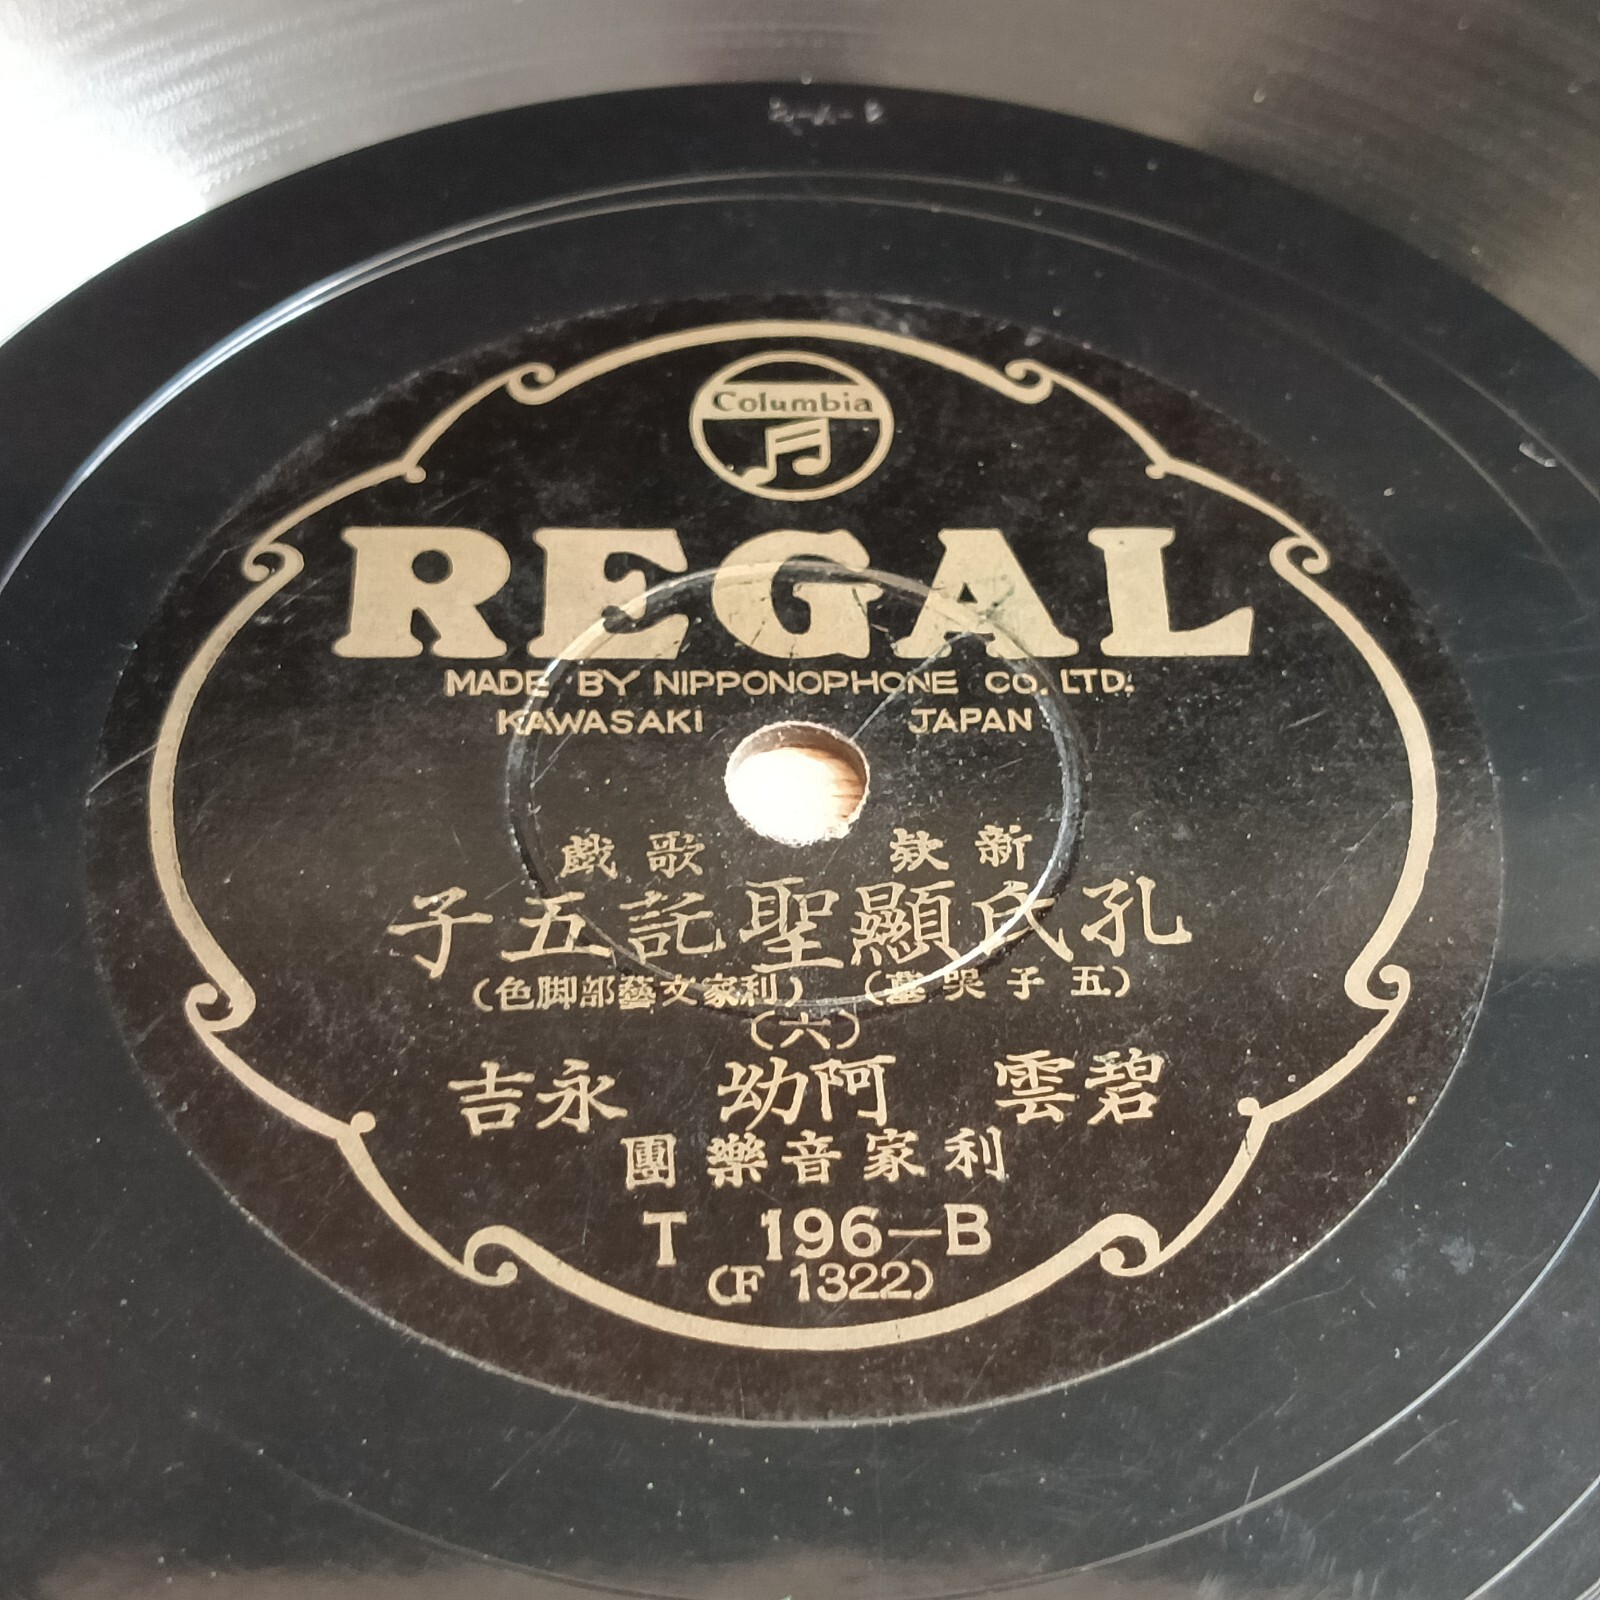 Columbia
REGAL
MADE BY NIPPONOPHONE CO. LTD.
KAWASAKI JAPAN
新欵 歌戲
孔氏顯聖託五子
(五子哭墓) (利家文藝部脚色)
(六)
碧雲 阿幼 永吉
利家音樂團
T 196-B
(F 1322)